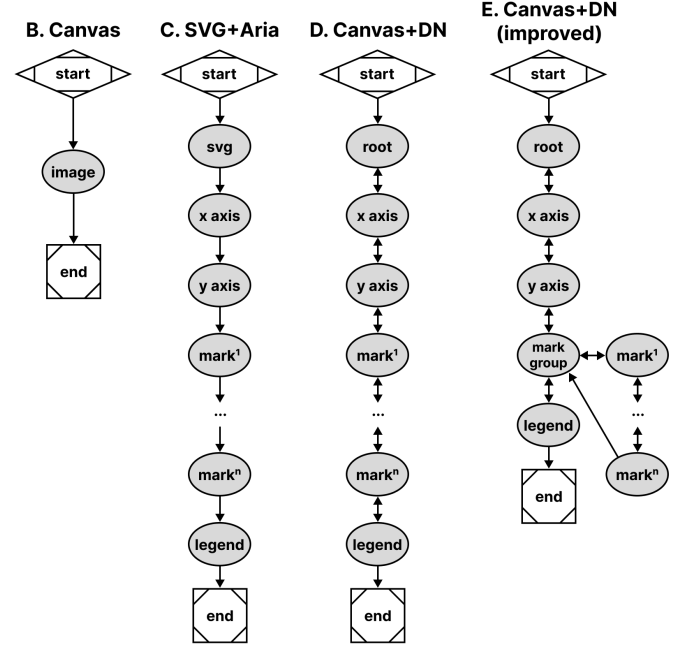 B. Canvas
start
image
end
C. SVG+Aria
start
svg
x axis
y axis
mark¹
...
markⁿ
legend
end
D. Canvas+DN
start
root
x axis
y axis
mark¹
...
markⁿ
legend
end
E. Canvas+DN
(improved)
start
root
x axis
y axis
mark
group
legend
end
mark¹
...
markⁿ